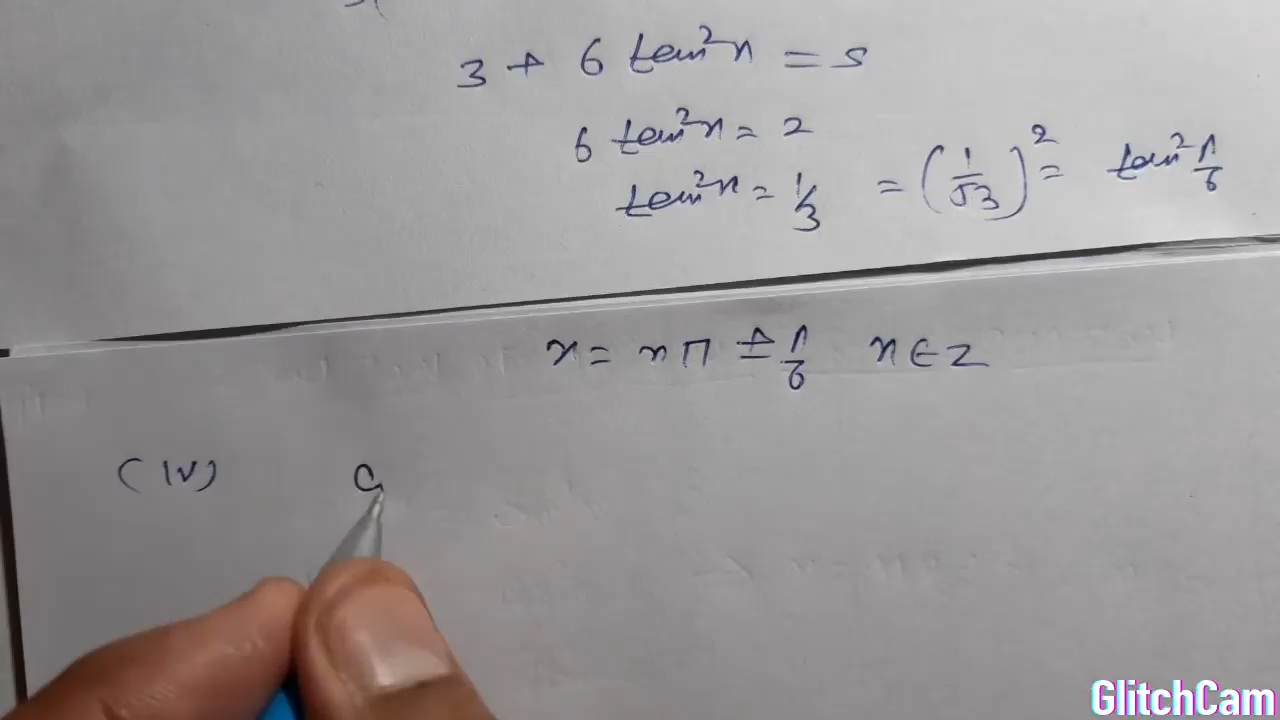 3 + 6 tan²x = 5
6 tan²x = 2
tan²x = 1/3 = (1/√3)² = tan² π/6
x = nπ ± π/6 n ∈ Z
(IV)
GlitchCam